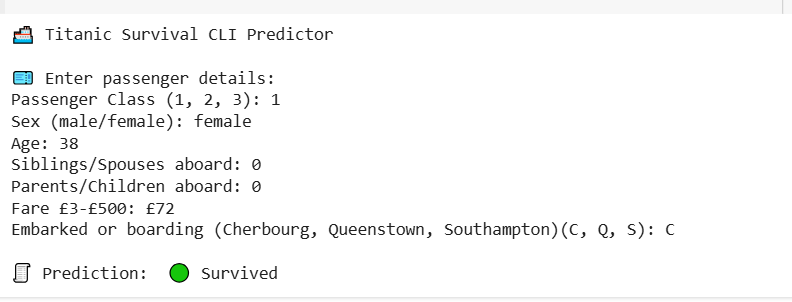 🚢 Titanic Survival CLI Predictor
🎫 Enter passenger details:
Passenger Class (1, 2, 3): 1
Sex (male/female): female
Age: 38
Siblings/Spouses aboard: 0
Parents/Children aboard: 0
Fare £3-£500: £72
Embarked or boarding (Cherbourg, Queenstown, Southampton)(C, Q, S): C
🧾 Prediction: 🟢 Survived